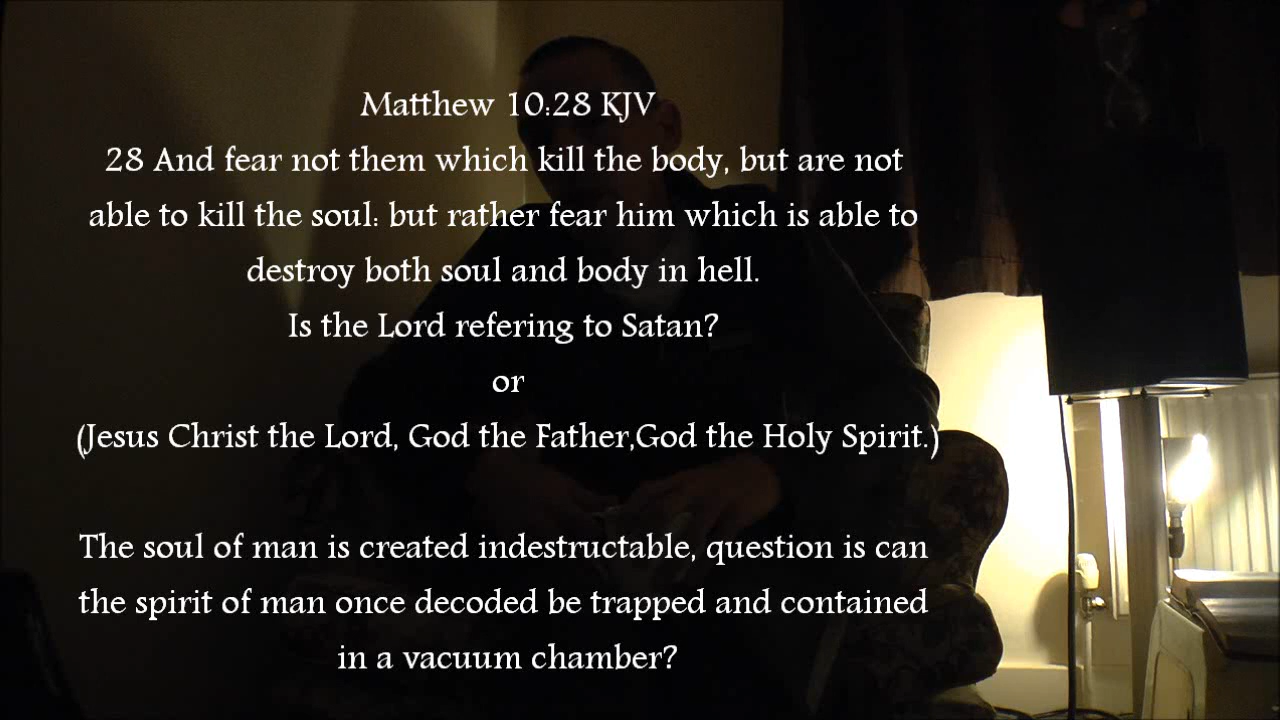 Matthew 10:28 KJV
28 And fear not them which kill the body, but are not
able to kill the soul: but rather fear him which is able to
destroy both soul and body in hell.
Is the Lord refering to Satan?
or
(Jesus Christ the Lord, God the Father,God the Holy Spirit.)
The soul of man is created indestructable, question is can
the spirit of man once decoded be trapped and contained
in a vacuum chamber?